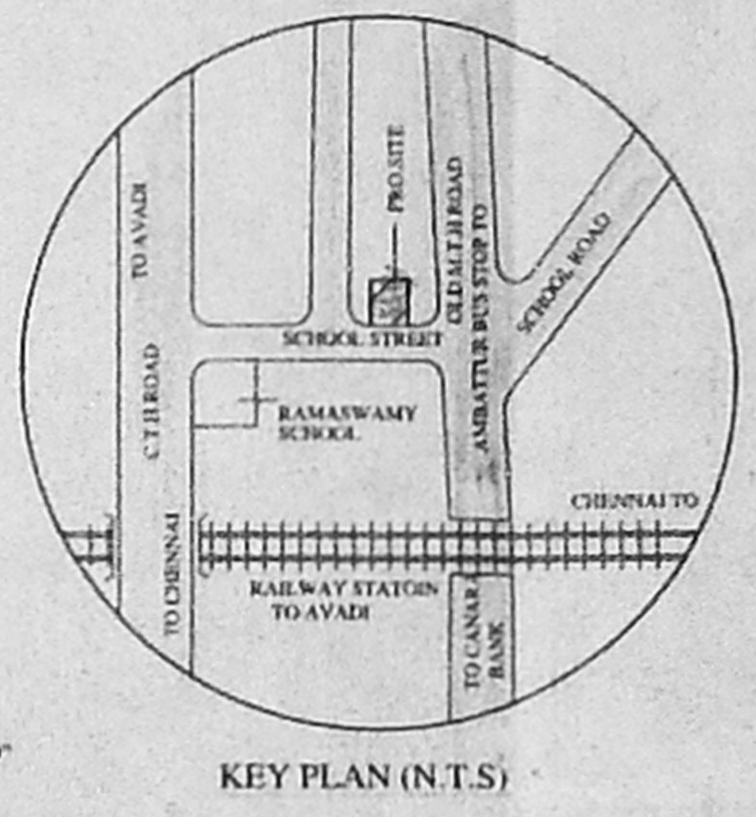 TO AVADI
C.T.H ROAD
TO CHENNAI
PRO.SITE
OLD M.T.H ROAD
AMBATTUR BUS STOP TO
SCHOOL ROAD
SCHOOL STREET
RAMASWAMY
SCHOOL
CHENNAI TO
RAILWAY STATOIN
TO AVADI
TO CANARA
BANK
KEY PLAN (N.T.S)